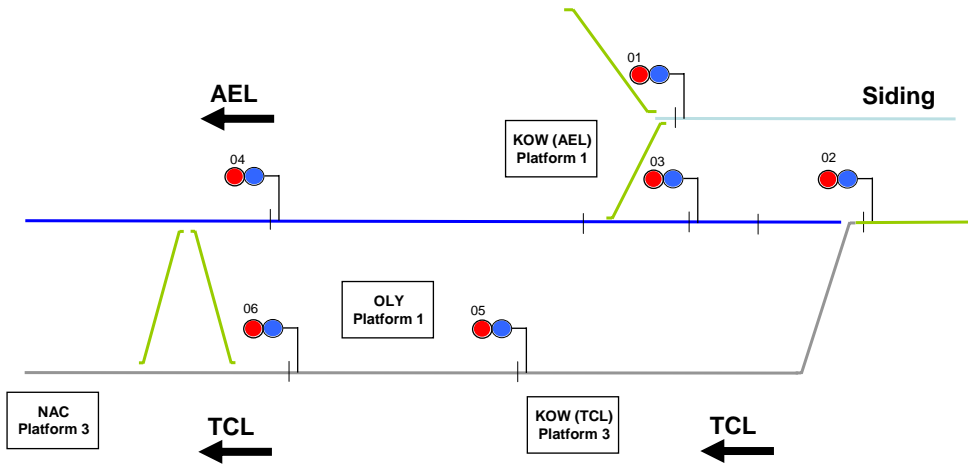 01
AEL
Siding
KOW (AEL)
Platform 1
04
03
02
OLY
Platform 1
06
05
NAC
Platform 3
TCL
KOW (TCL)
Platform 3
TCL